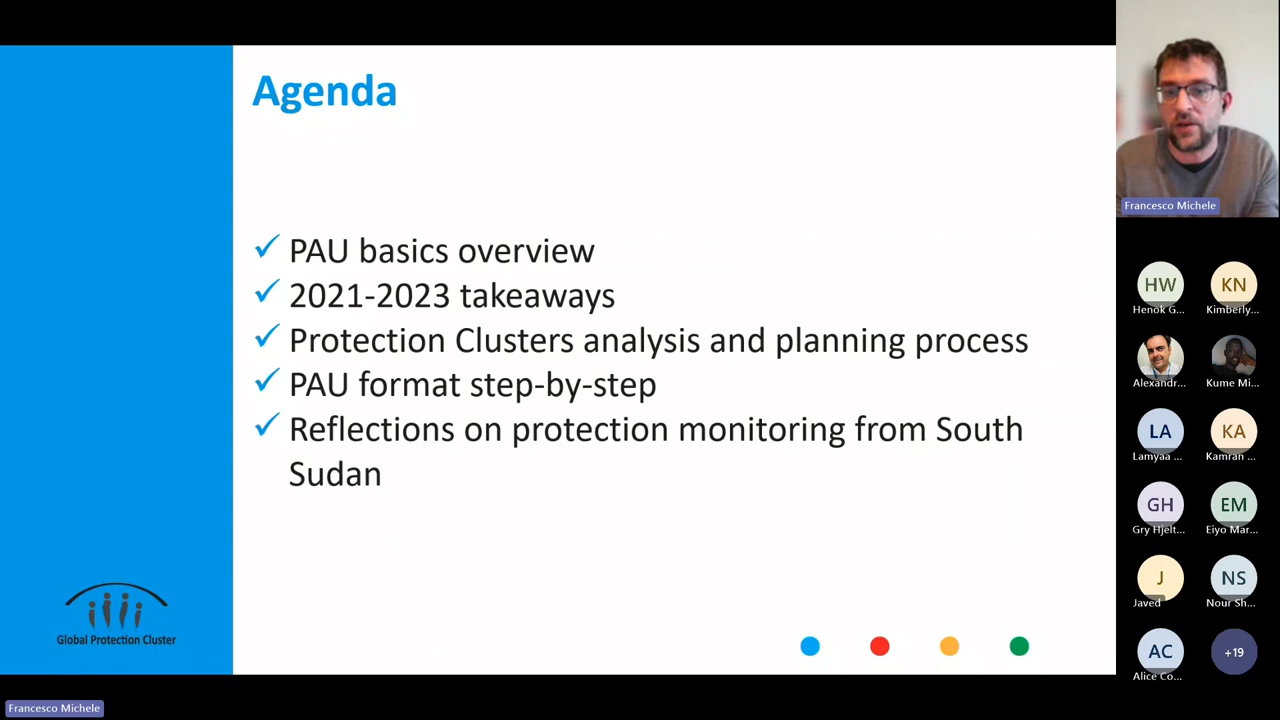 Agenda
PAU basics overview
2021-2023 takeaways
Protection Clusters analysis and planning process
PAU format step-by-step
Reflections on protection monitoring from South
Sudan
Global Protection Cluster
Francesco Michele
Francesco Michele
HW
KN
Henok G...
Kimberly...
Alexandr...
Kume Mi...
LA
KA
Lamyaa ...
Kamran ...
GH
EM
Gry Hjelt...
Eiyo Mar...
J
NS
Javed
Nour Sh...
AC
+19
Alice Co...